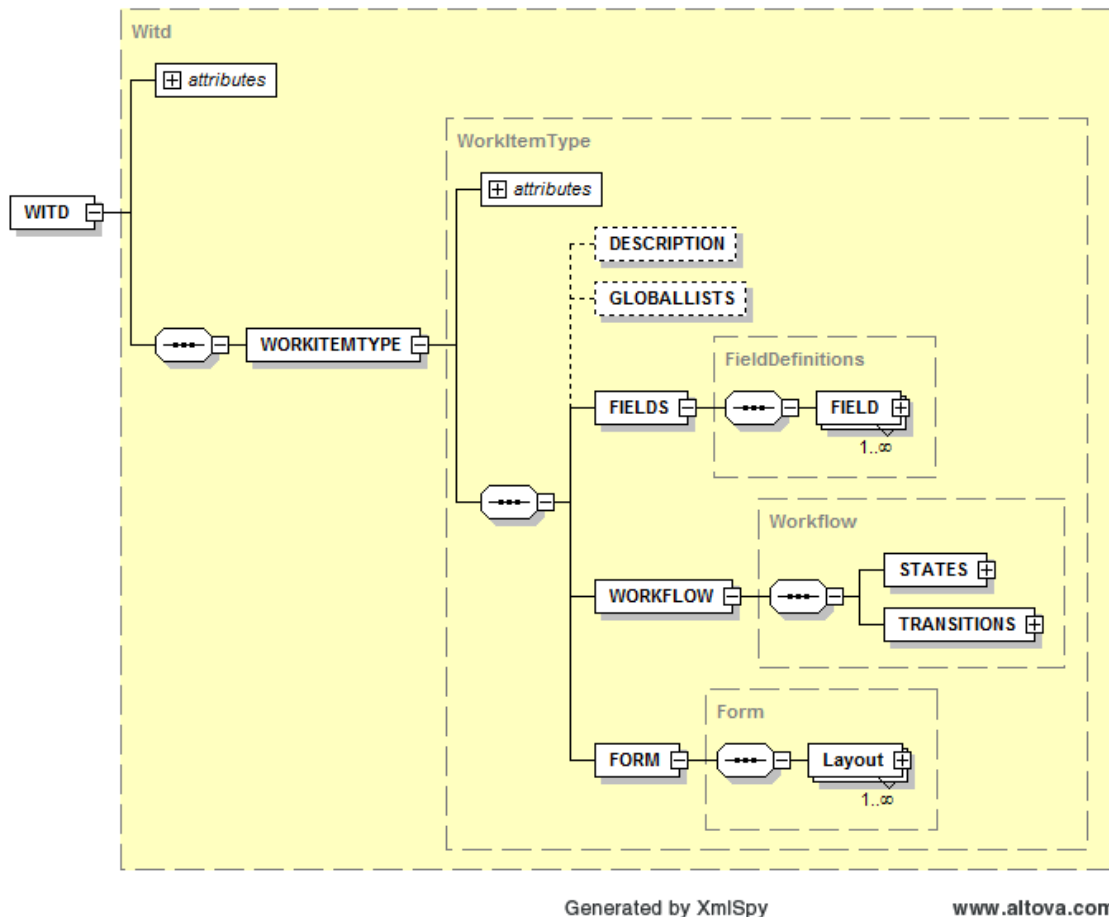 Witd
attributes
WorkItemType
attributes
WITD
DESCRIPTION
GLOBALLISTS
WORKITEMTYPE
FieldDefinitions
FIELDS
FIELD
1..∞
Workflow
STATES
WORKFLOW
TRANSITIONS
Form
FORM
Layout
1..∞
Generated by XmlSpy www.altova.com